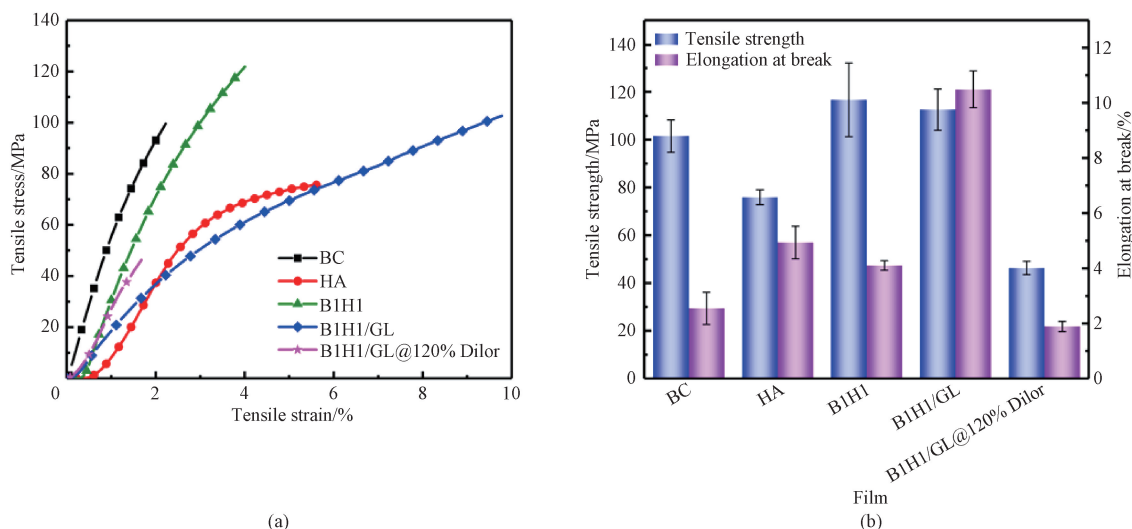 140
120
100
80
60
40
20
0
2
4
6
8
10
Tensile stress/MPa
Tensile strain/%
BC
HA
B1H1
B1H1/GL
B1H1/GL@120% Dilor
(a)
140
120
100
80
60
40
20
0
Tensile strength/MPa
Tensile strength
Elongation at break
12
10
8
6
4
2
0
Elongation at break/%
BC
HA
B1H1
B1H1/GL
B1H1/GL@120% Dilor
Film
(b)